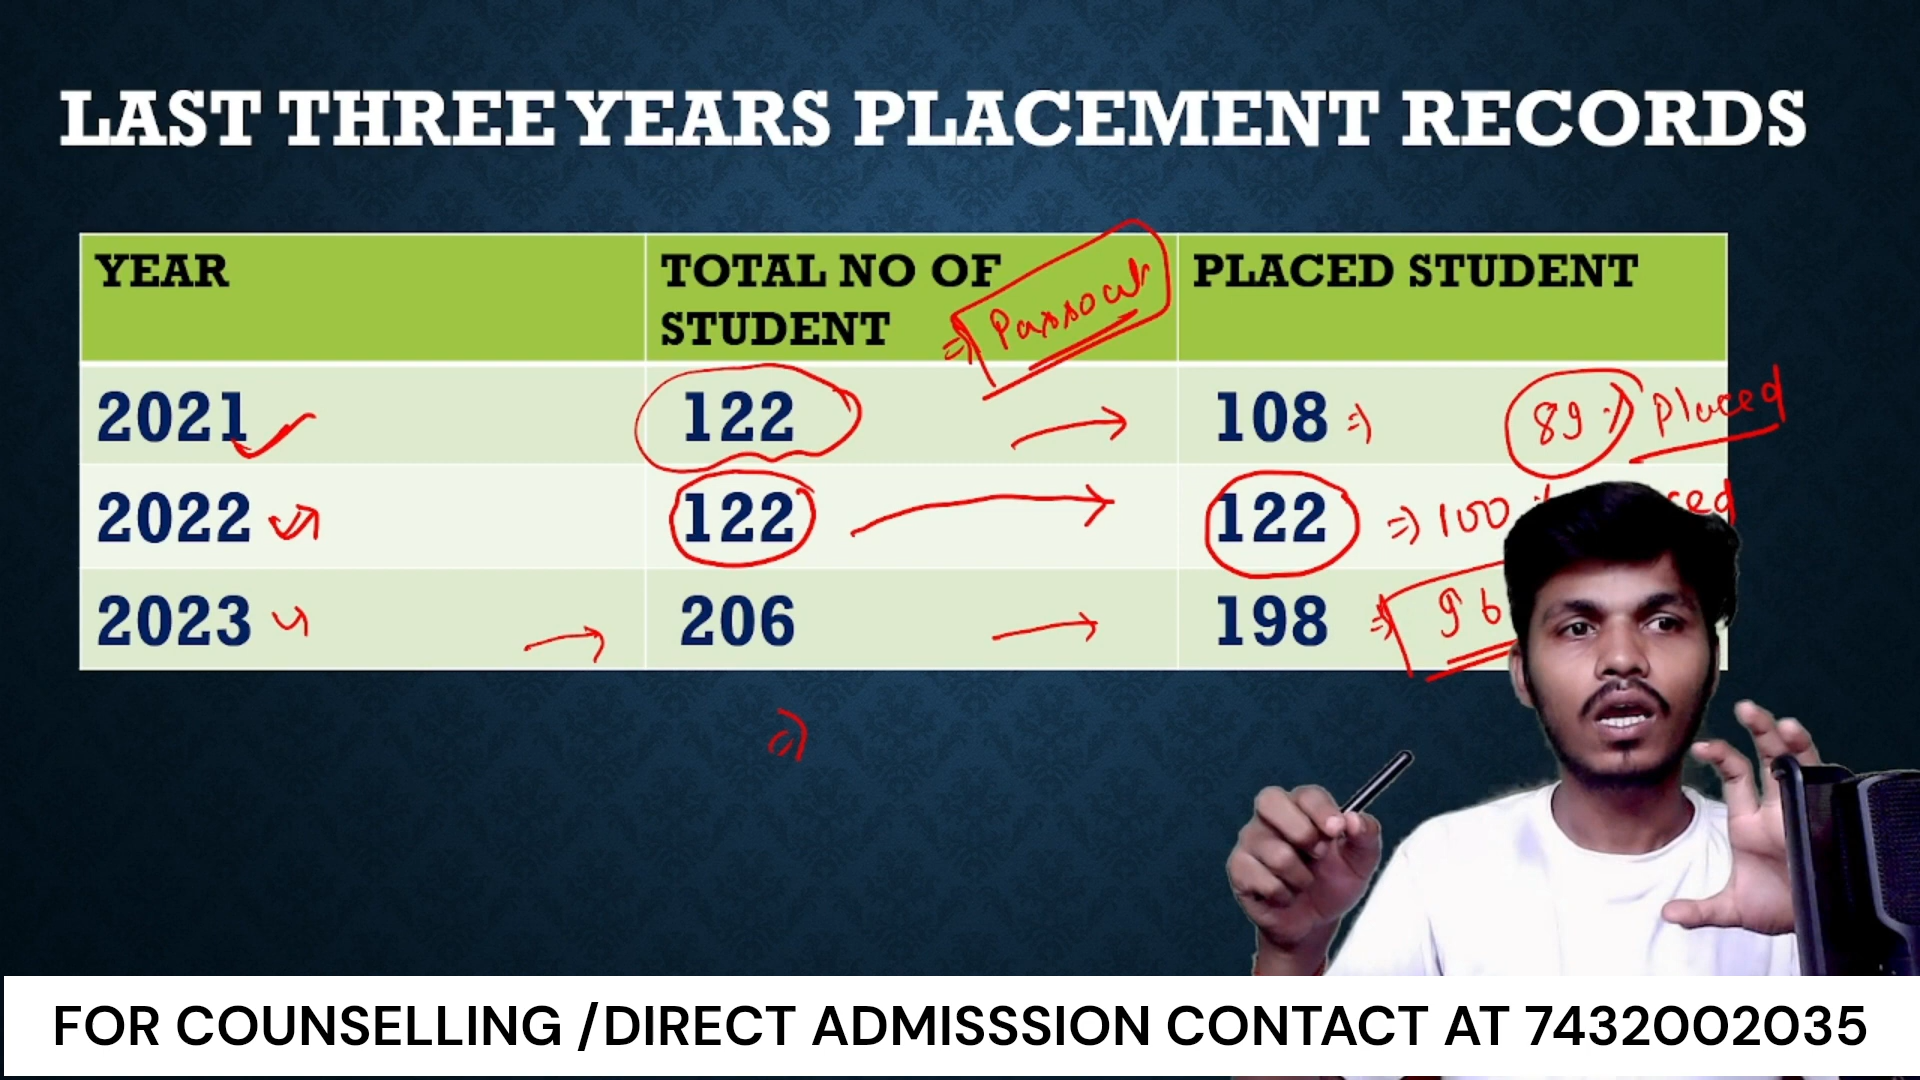 LAST THREE YEARS PLACEMENT RECORDS
YEAR
TOTAL NO OF
STUDENT
PLACED STUDENT
=) Passout
2021
122
108 =)
89% Placed
2022
122
122
=) 100
2023
206
198
=) 96
FOR COUNSELLING /DIRECT ADMISSSION CONTACT AT 7432002035